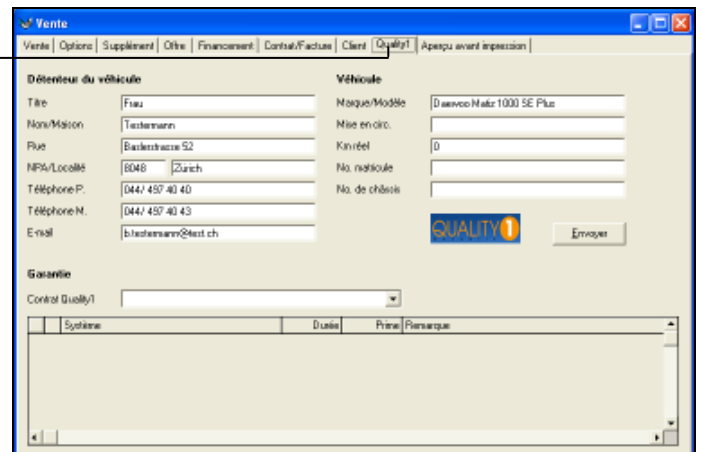 Vente
Vente Options Supplément Offre Financement Contrat/Facture Client Quality1 Aperçu avant impression
Détenteur du véhicule Véhicule
Titre Frau Marque/Modèle Daewoo Matiz 1000 SE Plus
Nom/Maison Testemann Mise en circ.
Rue Baslerstrasse 52 Km réel 0
NPA/Localité 8048 Zürich No. matricule
Téléphone P. 044/ 497 40 40 No. de châssis
Téléphone M. 044/ 497 40 43
E-mail b.testemann@test.ch
QUALITY1 Envoyer
Garantie
Contrat Quality1
Système Durée Prime Remarque